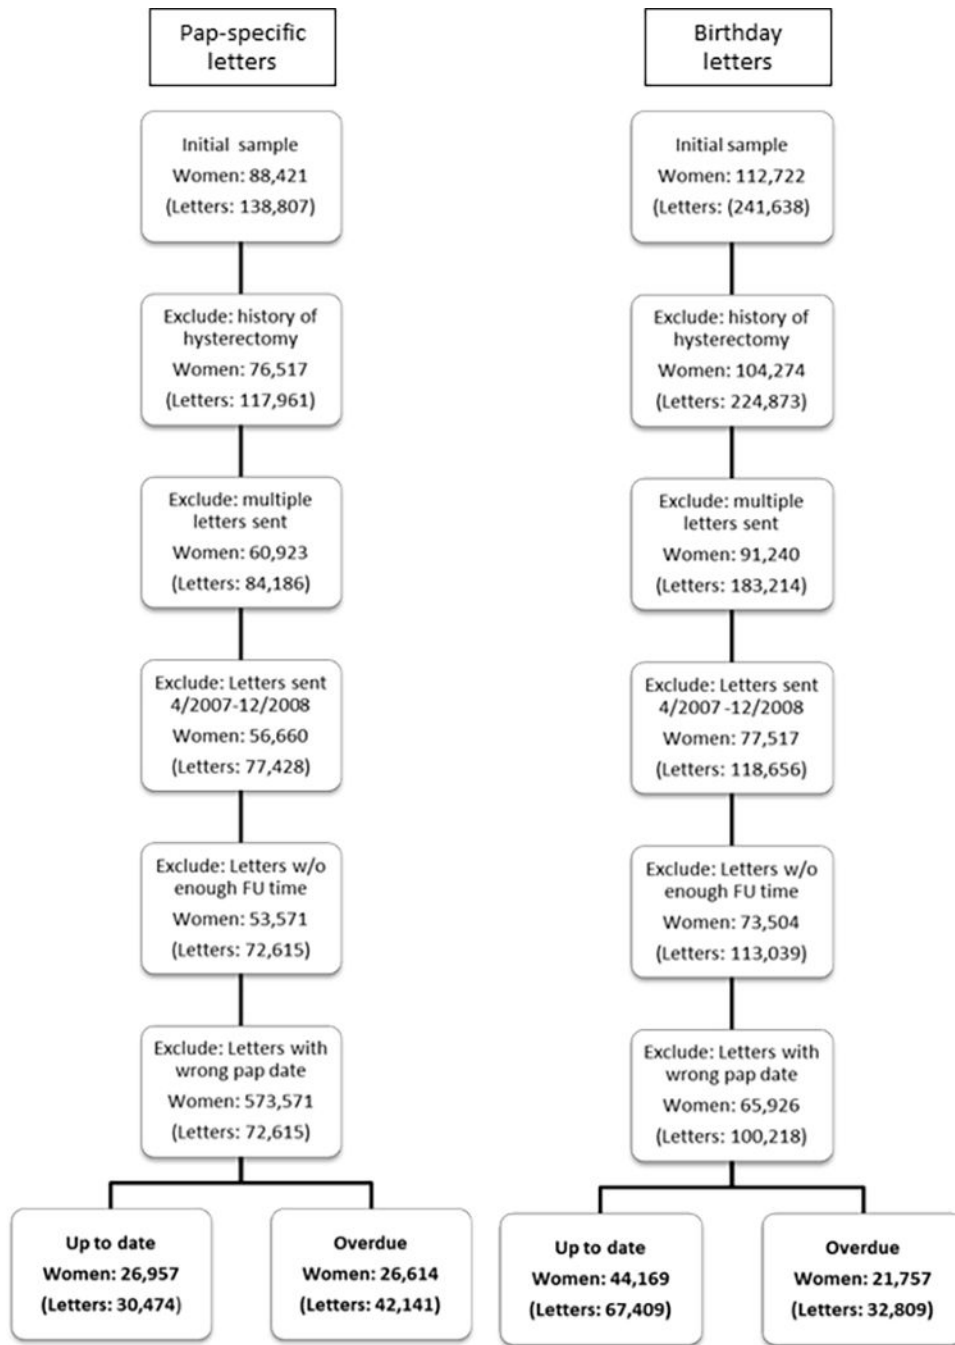 Pap-specific
letters
Initial sample
Women: 88,421
(Letters: 138,807)
Exclude: history of
hysterectomy
Women: 76,517
(Letters: 117,961)
Exclude: multiple
letters sent
Women: 60,923
(Letters: 84,186)
Exclude: Letters sent
4/2007-12/2008
Women: 56,660
(Letters: 77,428)
Exclude: Letters w/o
enough FU time
Women: 53,571
(Letters: 72,615)
Exclude: Letters with
wrong pap date
Women: 573,571
(Letters: 72,615)
Up to date
Women: 26,957
(Letters: 30,474)
Overdue
Women: 26,614
(Letters: 42,141)
Birthday
letters
Initial sample
Women: 112,722
(Letters: (241,638)
Exclude: history of
hysterectomy
Women: 104,274
(Letters: 224,873)
Exclude: multiple
letters sent
Women: 91,240
(Letters: 183,214)
Exclude: Letters sent
4/2007 -12/2008
Women: 77,517
(Letters: 118,656)
Exclude: Letters w/o
enough FU time
Women: 73,504
(Letters: 113,039)
Exclude: Letters with
wrong pap date
Women: 65,926
(Letters: 100,218)
Up to date
Women: 44,169
(Letters: 67,409)
Overdue
Women: 21,757
(Letters: 32,809)